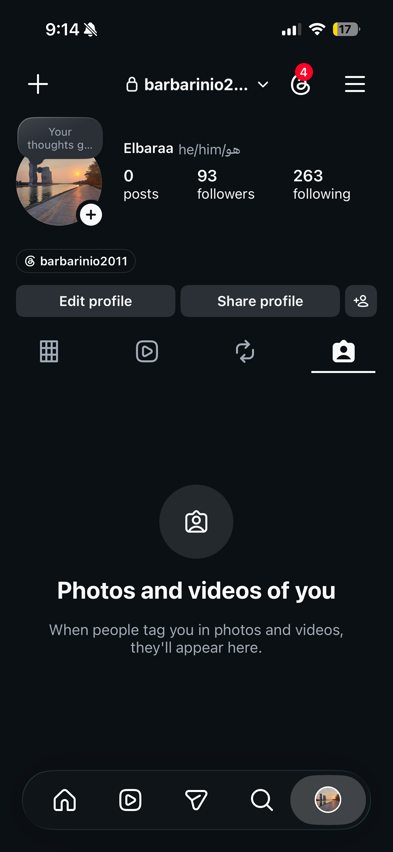 9:14
17
4
barbarinio2...
Your
thoughts g...
Elbaraa he/him/هو
0 93 263
posts followers following
barbarinio2011
Edit profile Share profile
Photos and videos of you
When people tag you in photos and videos,
they'll appear here.